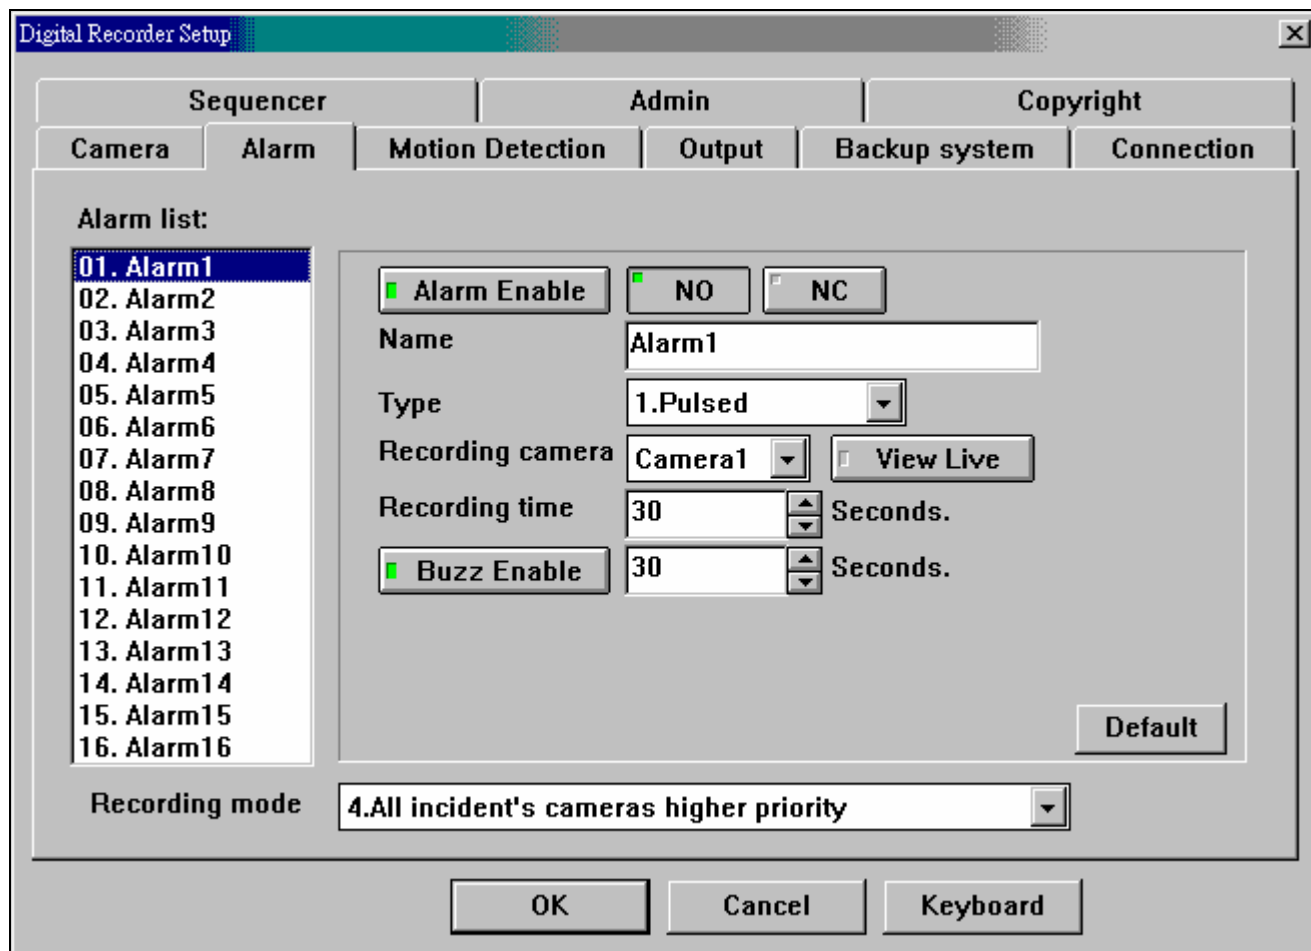 Digital Recorder Setup
Sequencer Admin Copyright
Camera Alarm Motion Detection Output Backup system Connection
Alarm list:
01. Alarm1
02. Alarm2
03. Alarm3
04. Alarm4
05. Alarm5
06. Alarm6
07. Alarm7
08. Alarm8
09. Alarm9
10. Alarm10
11. Alarm11
12. Alarm12
13. Alarm13
14. Alarm14
15. Alarm15
16. Alarm16
Alarm Enable NO NC
Name Alarm1
Type 1.Pulsed
Recording camera Camera1 View Live
Recording time 30 Seconds.
Buzz Enable 30 Seconds.
Default
Recording mode 4.All incident's cameras higher priority
OK Cancel Keyboard